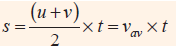 s = (u+v)/2 × t = v_av × t